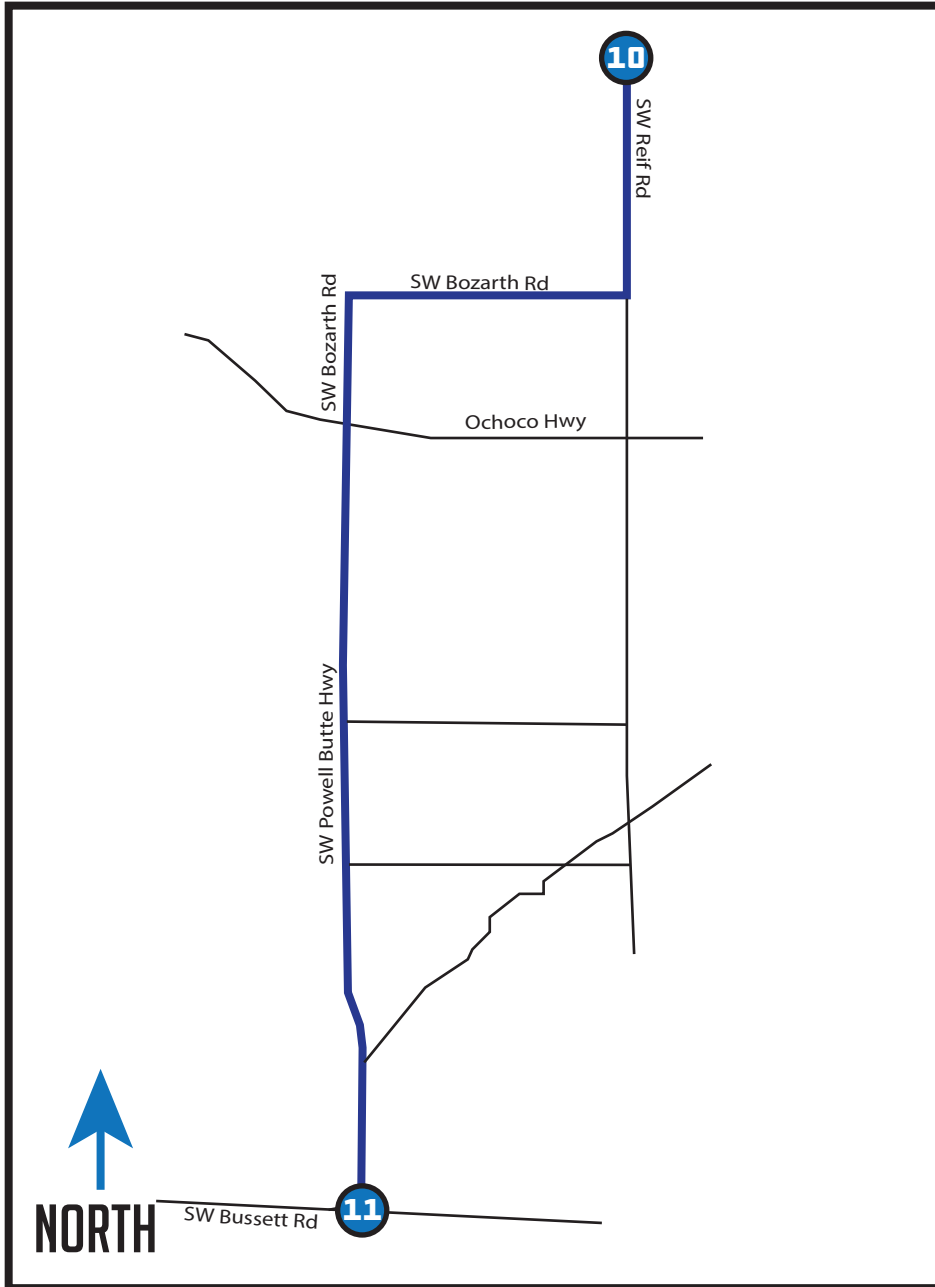 10
SW Reif Rd
SW Bozarth Rd
SW Bozarth Rd
Ochoco Hwy
SW Powell Butte Hwy
NORTH
SW Bussett Rd
11